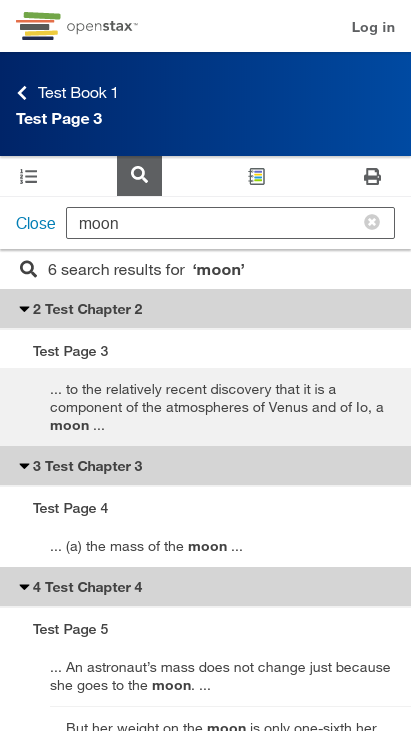 openstax™
Log in
Test Book 1
Test Page 3
Close
moon
6 search results for ‘moon’
2 Test Chapter 2
Test Page 3
... to the relatively recent discovery that it is a
component of the atmospheres of Venus and of Io, a
moon ...
3 Test Chapter 3
Test Page 4
... (a) the mass of the moon ...
4 Test Chapter 4
Test Page 5
... An astronaut’s mass does not change just because
she goes to the moon. ...
But her weight on the moon is only one-sixth her